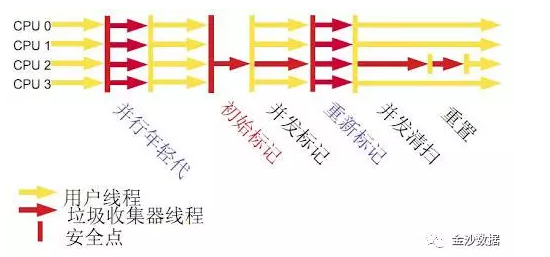 CPU 0
CPU 1
CPU 2
CPU 3
并行年轻代
初始标记
并发标记
重新标记
并发清扫
重置
用户线程
垃圾收集器线程
安全点
金沙数据